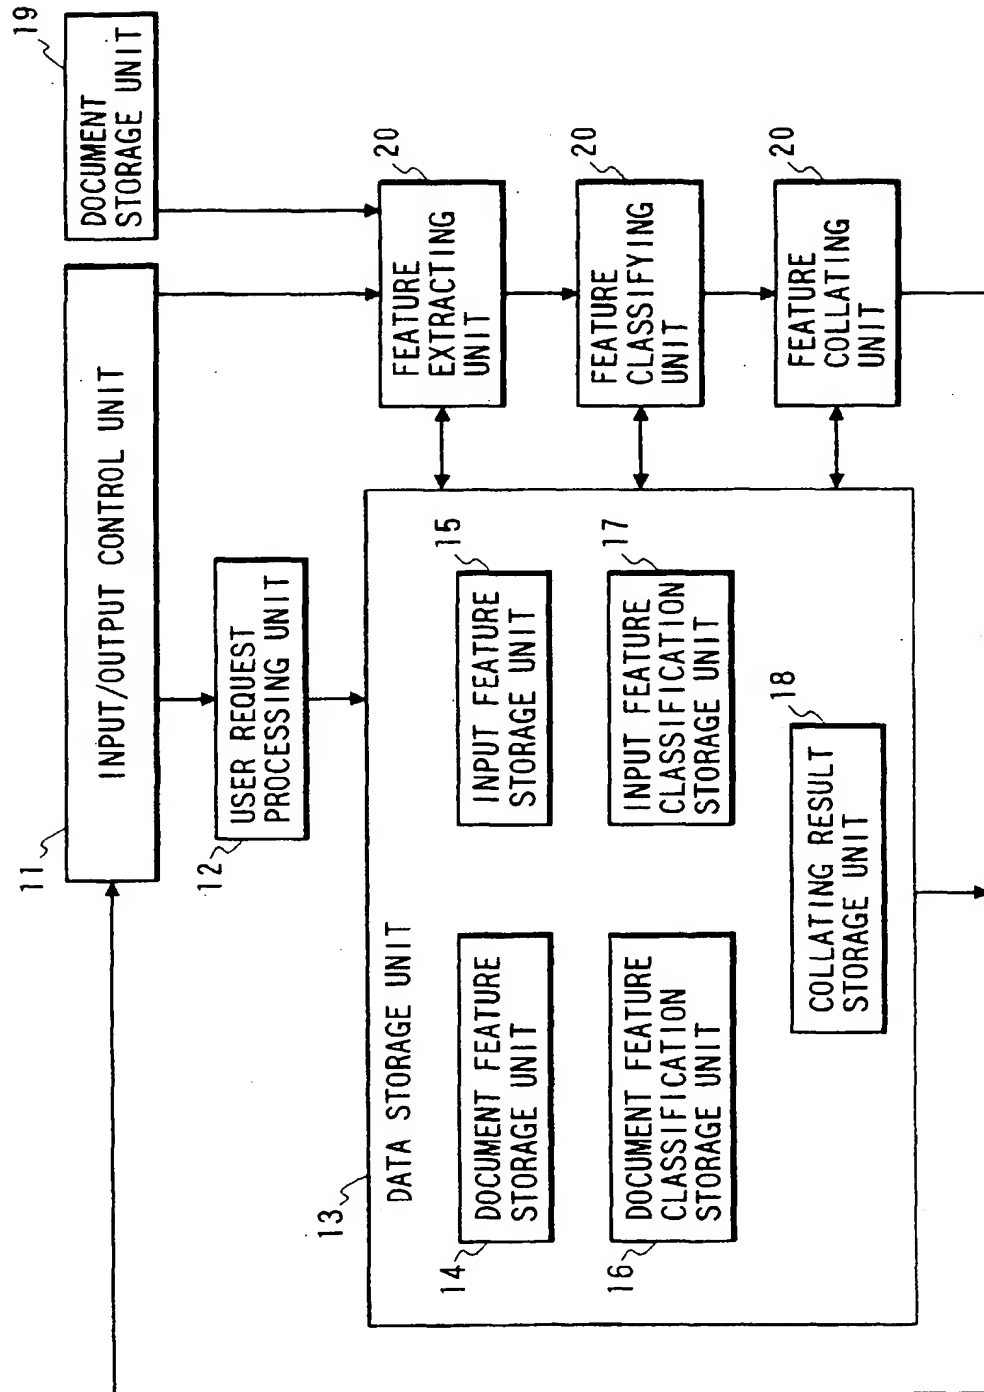 11
INPUT/OUTPUT CONTROL UNIT
19
DOCUMENT
STORAGE UNIT
12
USER REQUEST
PROCESSING UNIT
13
DATA STORAGE UNIT
14
DOCUMENT FEATURE
STORAGE UNIT
15
INPUT FEATURE
STORAGE UNIT
16
DOCUMENT FEATURE
CLASSIFICATION
STORAGE UNIT
17
INPUT FEATURE
CLASSIFICATION
STORAGE UNIT
18
COLLATING RESULT
STORAGE UNIT
20
FEATURE
EXTRACTING
UNIT
20
FEATURE
CLASSIFYING
UNIT
20
FEATURE
COLLATING
UNIT